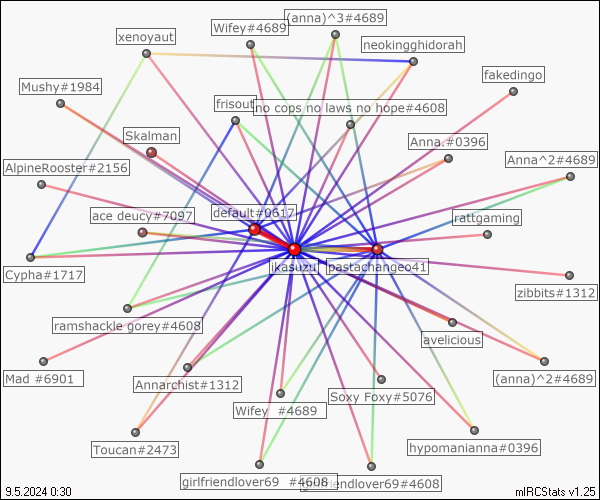 (anna)^3#4689
Wifey#4689
xenoyaut
neokingghidorah
fakedingo
Mushy#1984
frisout
no cops no laws no hope#4608
Skalman
Anna.#0396
Anna^2#4689
AlpineRooster#2156
default#0617
ace deucy#7097
rattgaming
ikasuzu
pastachange041
Cypha#1717
zibbits#1312
ramshackle gorey#4608
avelicious
Mad #6901
Annarchist#1312
(anna)^2#4689
Soxy Foxy#5076
Wifey #4689
Toucan#2473
hypomanianna#0396
girlfriendlover69 #4608
girlfriendlover69#4608
9.5.2024 0:30
mIRCStats v1.25